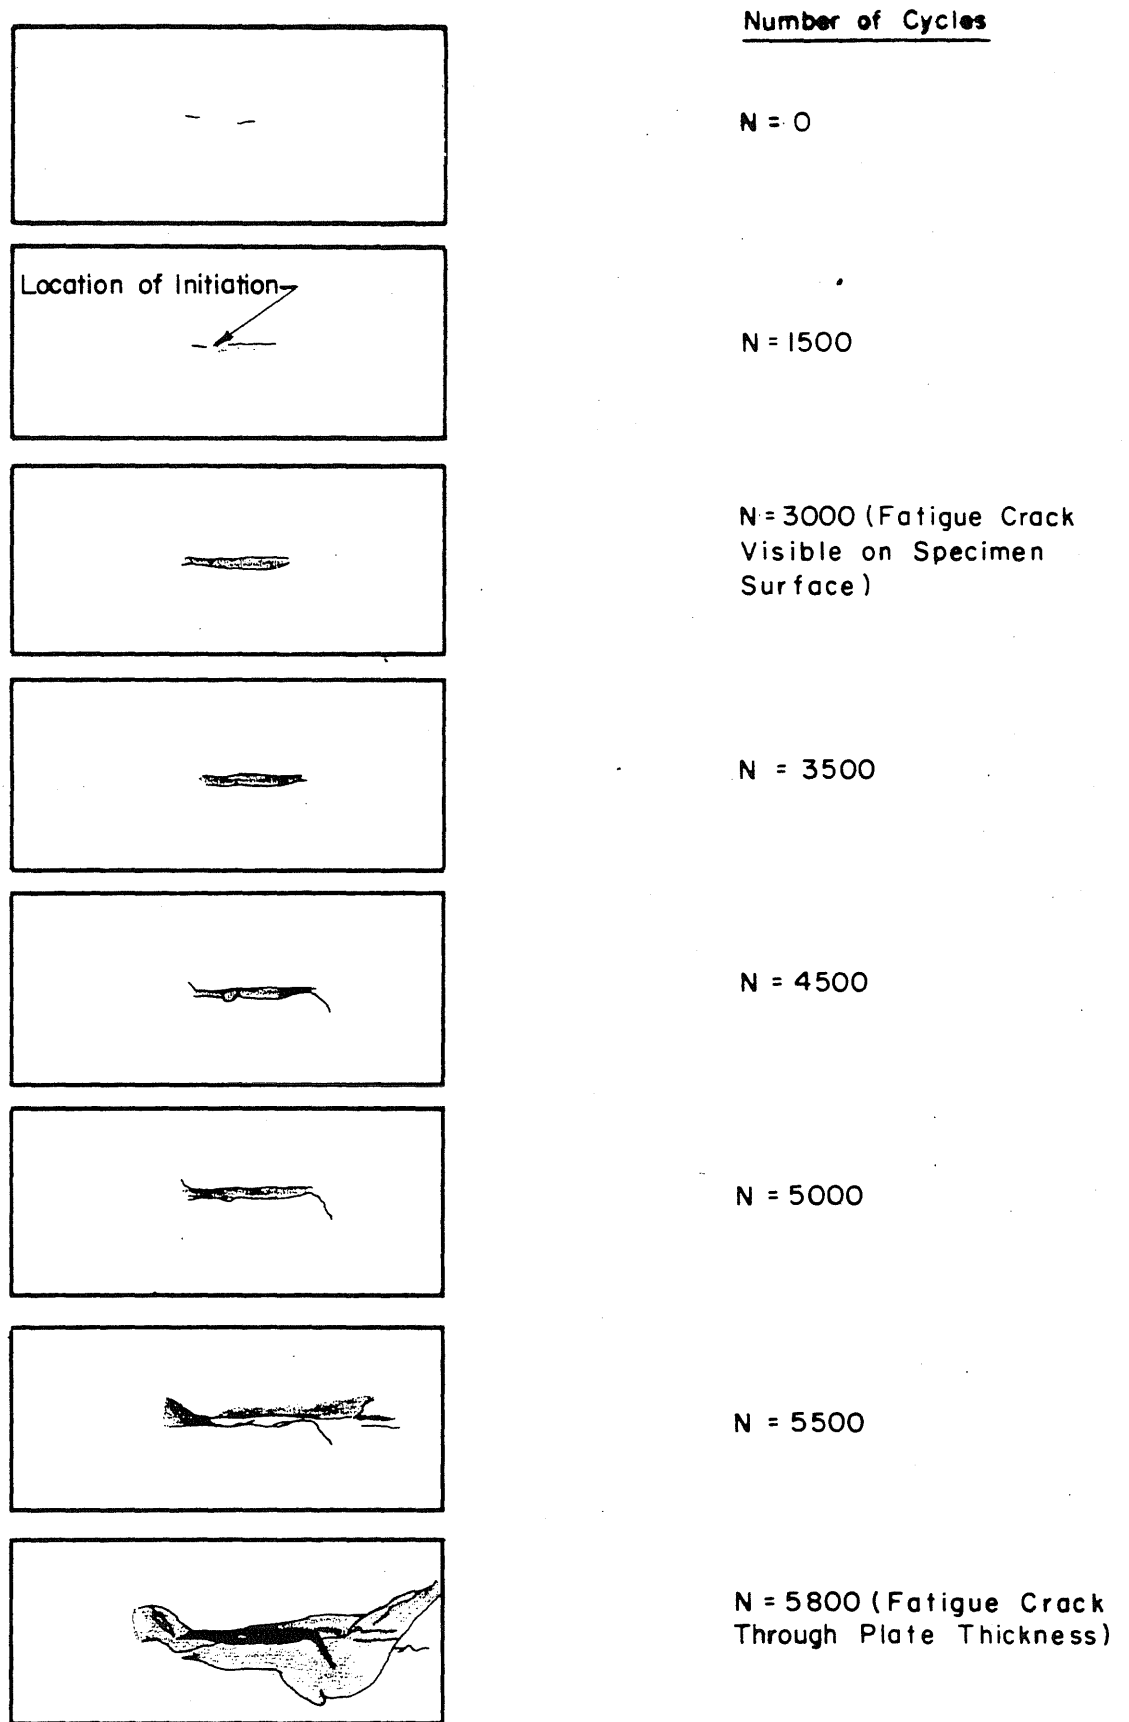 Number of Cycles
N = 0
Location of Initiation
N = 1500
N = 3000 (Fatigue Crack
Visible on Specimen
Surface)
N = 3500
N = 4500
N = 5000
N = 5500
N = 5800 (Fatigue Crack
Through Plate Thickness)